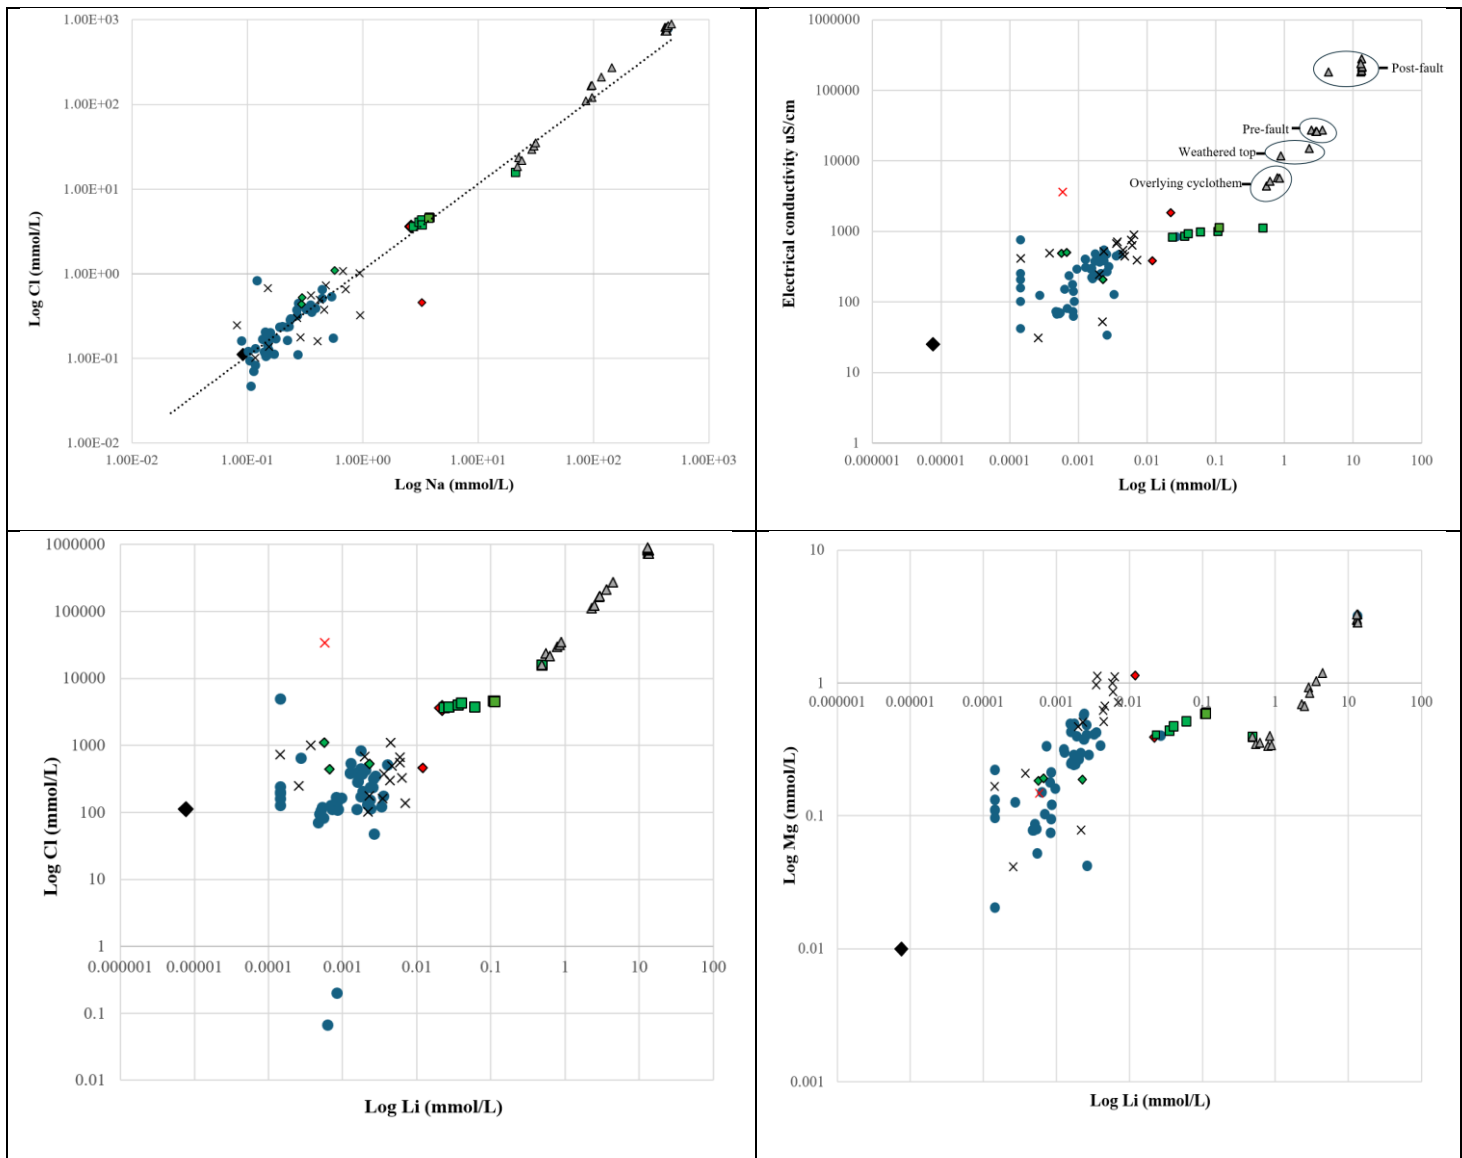 1.00E+03
1.00E+02
1.00E+01
1.00E+00
1.00E-01
1.00E-02
Log Cl (mmol/L)
1.00E-02 1.00E-01 1.00E+00 1.00E+01 1.00E+02 1.00E+03
Log Na (mmol/L)
1000000
100000
10000
1000
100
10
1
Electrical conductivity uS/cm
Post-fault
Pre-fault
Weathered top
Overlying cyclothem
0.000001 0.00001 0.0001 0.001 0.01 0.1 1 10 100
Log Li (mmol/L)
1000000
100000
10000
1000
100
10
1
0.1
0.01
Log Cl (mmol/L)
0.000001 0.00001 0.0001 0.001 0.01 0.1 1 10 100
Log Li (mmol/L)
10
1
0.1
0.01
0.001
Log Mg (mmol/L)
0.000001 0.00001 0.0001 0.001 0.01 0.1 1 10 100
Log Li (mmol/L)